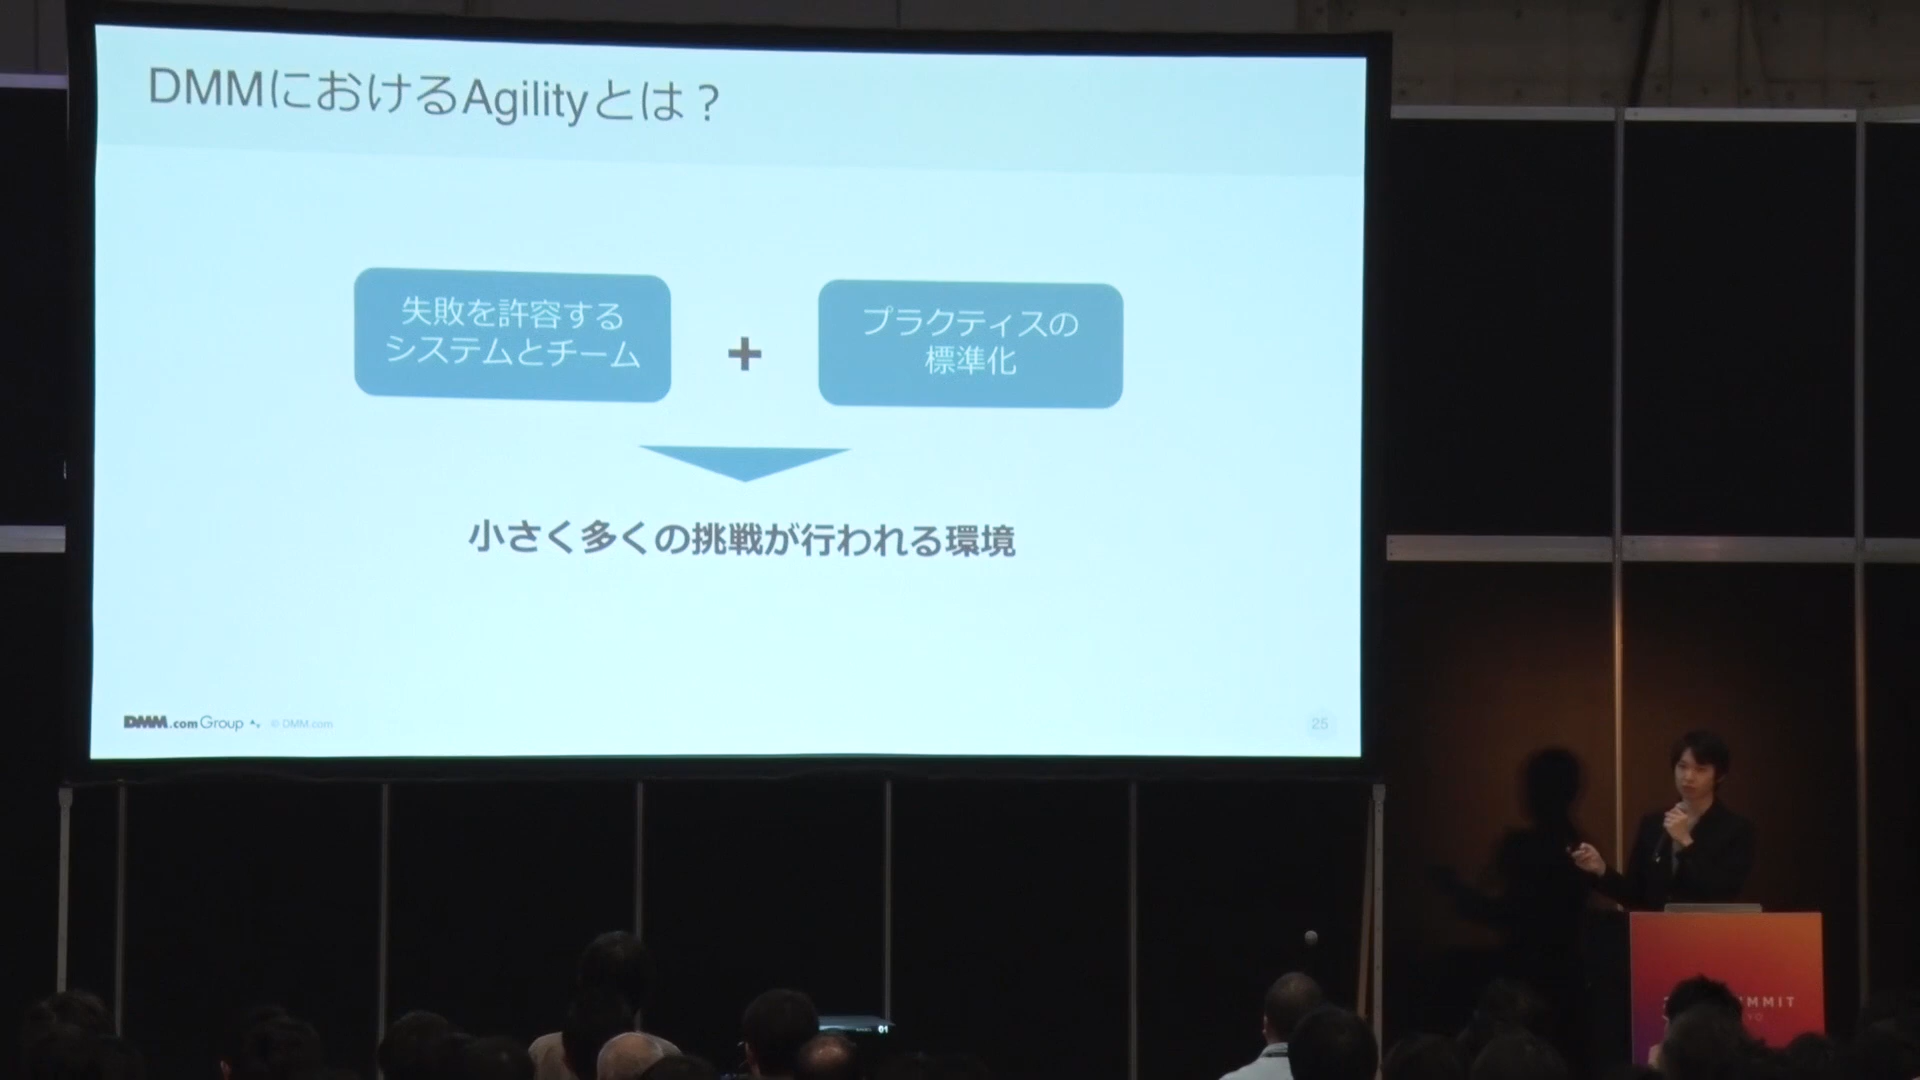 DMMにおけるAgilityとは？
失敗を許容する
システムとチーム
+
プラクティスの
標準化
小さく多くの挑戦が行われる環境
DMM.com Group
© DMM.com
25